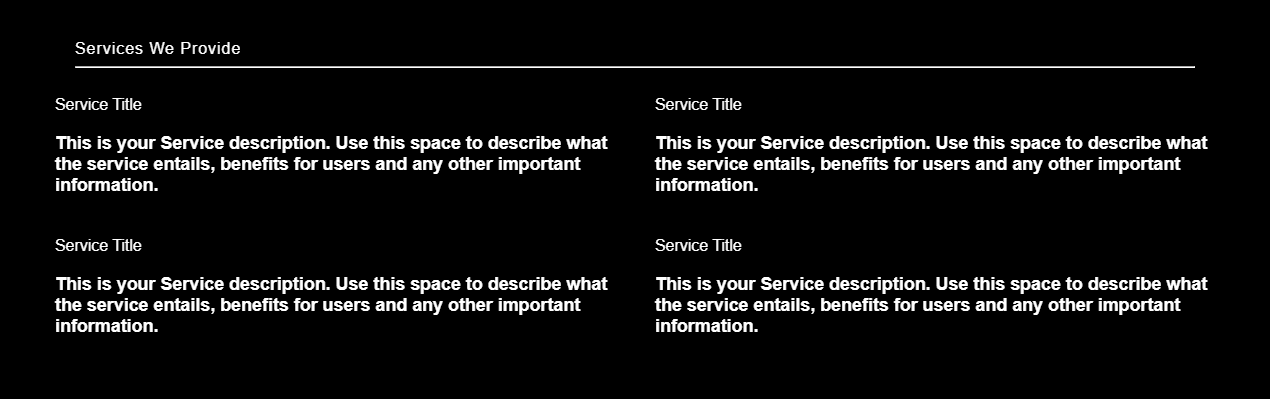 Services We Provide
Service Title
This is your Service description. Use this space to describe what
the service entails, benefits for users and any other important
information.
Service Title
This is your Service description. Use this space to describe what
the service entails, benefits for users and any other important
information.
Service Title
This is your Service description. Use this space to describe what
the service entails, benefits for users and any other important
information.
Service Title
This is your Service description. Use this space to describe what
the service entails, benefits for users and any other important
information.